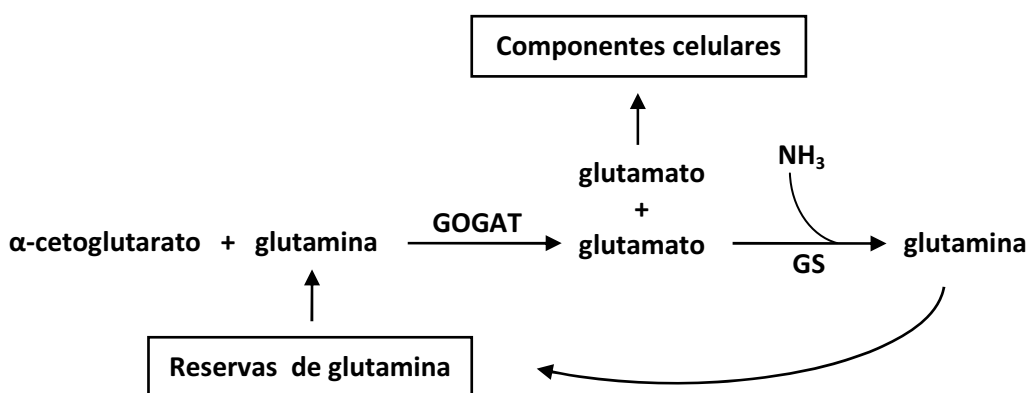 Componentes celulares
NH₃
glutamato
+
GOGAT
α-cetoglutarato + glutamina
glutamato
glutamina
GS
Reservas de glutamina